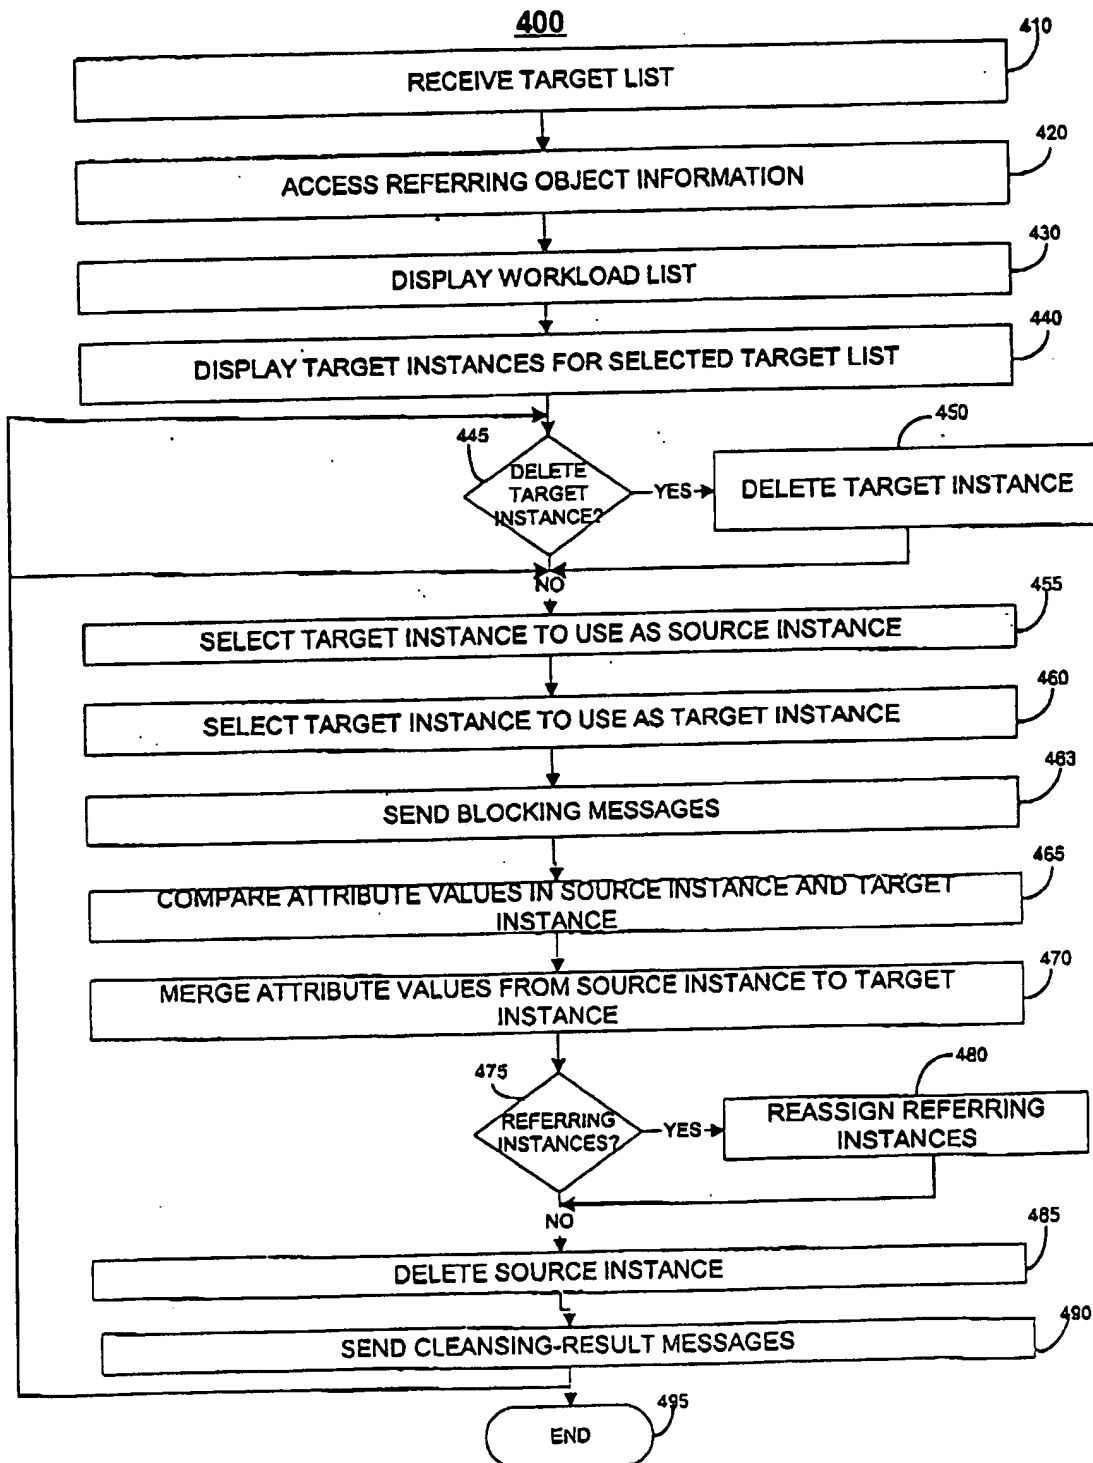 400
410
RECEIVE TARGET LIST
420
ACCESS REFERRING OBJECT INFORMATION
430
DISPLAY WORKLOAD LIST
440
DISPLAY TARGET INSTANCES FOR SELECTED TARGET LIST
445
DELETE
TARGET
INSTANCE?
YES
450
DELETE TARGET INSTANCE
NO
455
SELECT TARGET INSTANCE TO USE AS SOURCE INSTANCE
460
SELECT TARGET INSTANCE TO USE AS TARGET INSTANCE
463
SEND BLOCKING MESSAGES
465
COMPARE ATTRIBUTE VALUES IN SOURCE INSTANCE AND TARGET
INSTANCE
470
MERGE ATTRIBUTE VALUES FROM SOURCE INSTANCE TO TARGET
INSTANCE
475
REFERRING
INSTANCES?
YES
480
REASSIGN REFERRING
INSTANCES
NO
485
DELETE SOURCE INSTANCE
490
SEND CLEANSING-RESULT MESSAGES
495
END